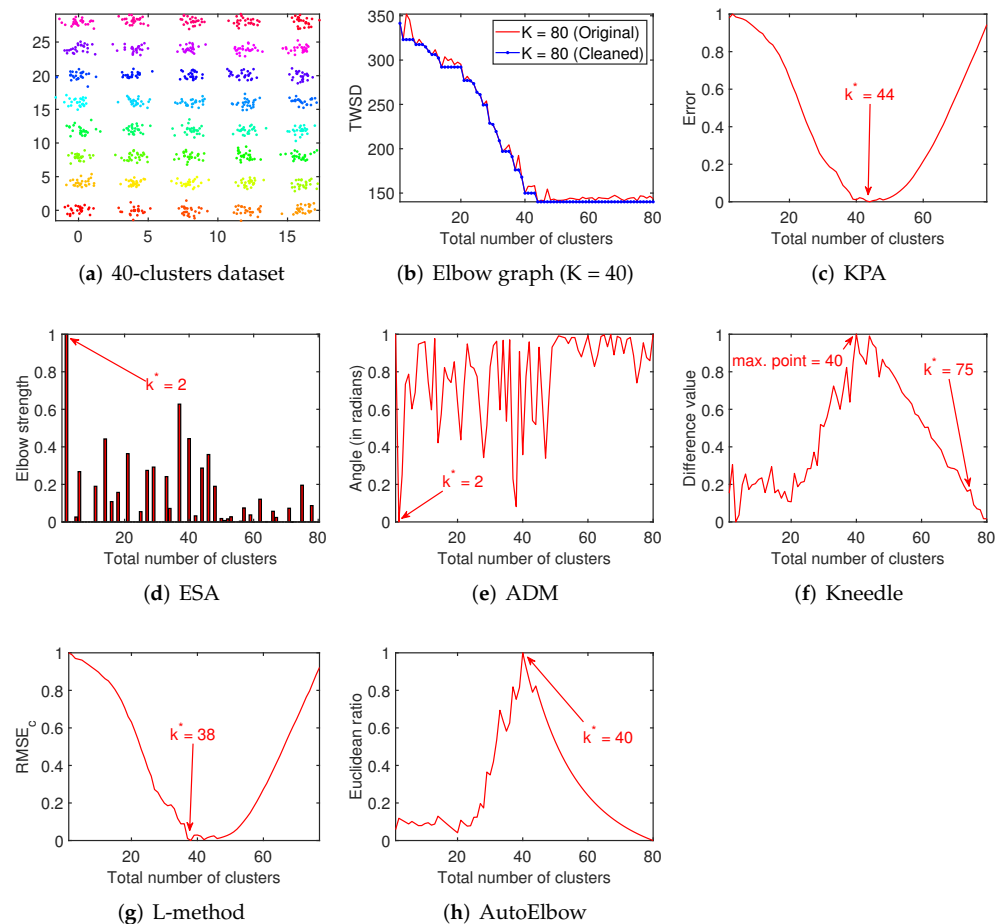 25
20
15
10
5
0
0 5 10 15
(a) 40-clusters dataset
350
300
250
200
150
TWSD
K = 80 (Original)
K = 80 (Cleaned)
20 40 60 80
Total number of clusters
(b) Elbow graph (K = 40)
1
0.8
0.6
0.4
0.2
0
Error
k* = 44
20 40 60
Total number of clusters
(c) KPA
1
0.8
0.6
0.4
0.2
0
Elbow strength
k* = 2
20 40 60 80
Total number of clusters
(d) ESA
1
0.8
0.6
0.4
0.2
0
Angle (in radians)
k* = 2
20 40 60 80
Total number of clusters
(e) ADM
1
0.8
0.6
0.4
0.2
0
Difference value
max. point = 40
k* = 75
20 40 60 80
Total number of clusters
(f) Kneedle
1
0.8
0.6
0.4
0.2
0
RMSE_c
k* = 38
20 40 60
Total number of clusters
(g) L-method
1
0.8
0.6
0.4
0.2
0
Euclidean ratio
k* = 40
20 40 60 80
Total number of clusters
(h) AutoElbow